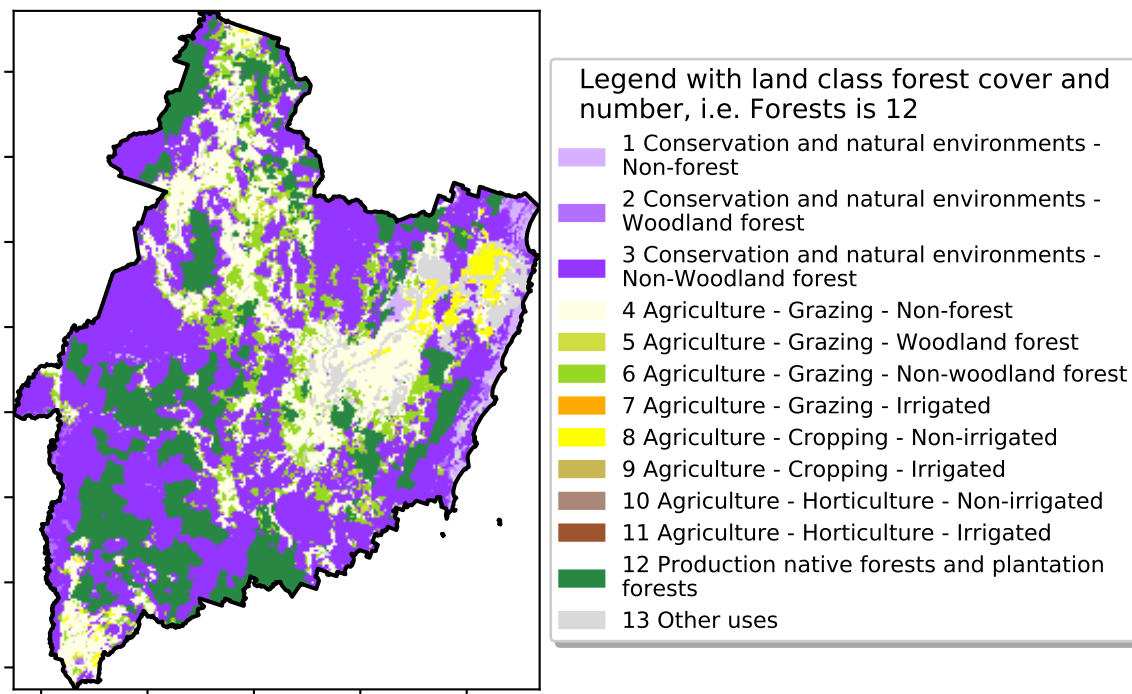 Legend with land class forest cover and
number, i.e. Forests is 12
1 Conservation and natural environments -
Non-forest
2 Conservation and natural environments -
Woodland forest
3 Conservation and natural environments -
Non-Woodland forest
4 Agriculture - Grazing - Non-forest
5 Agriculture - Grazing - Woodland forest
6 Agriculture - Grazing - Non-woodland forest
7 Agriculture - Grazing - Irrigated
8 Agriculture - Cropping - Non-irrigated
9 Agriculture - Cropping - Irrigated
10 Agriculture - Horticulture - Non-irrigated
11 Agriculture - Horticulture - Irrigated
12 Production native forests and plantation
forests
13 Other uses